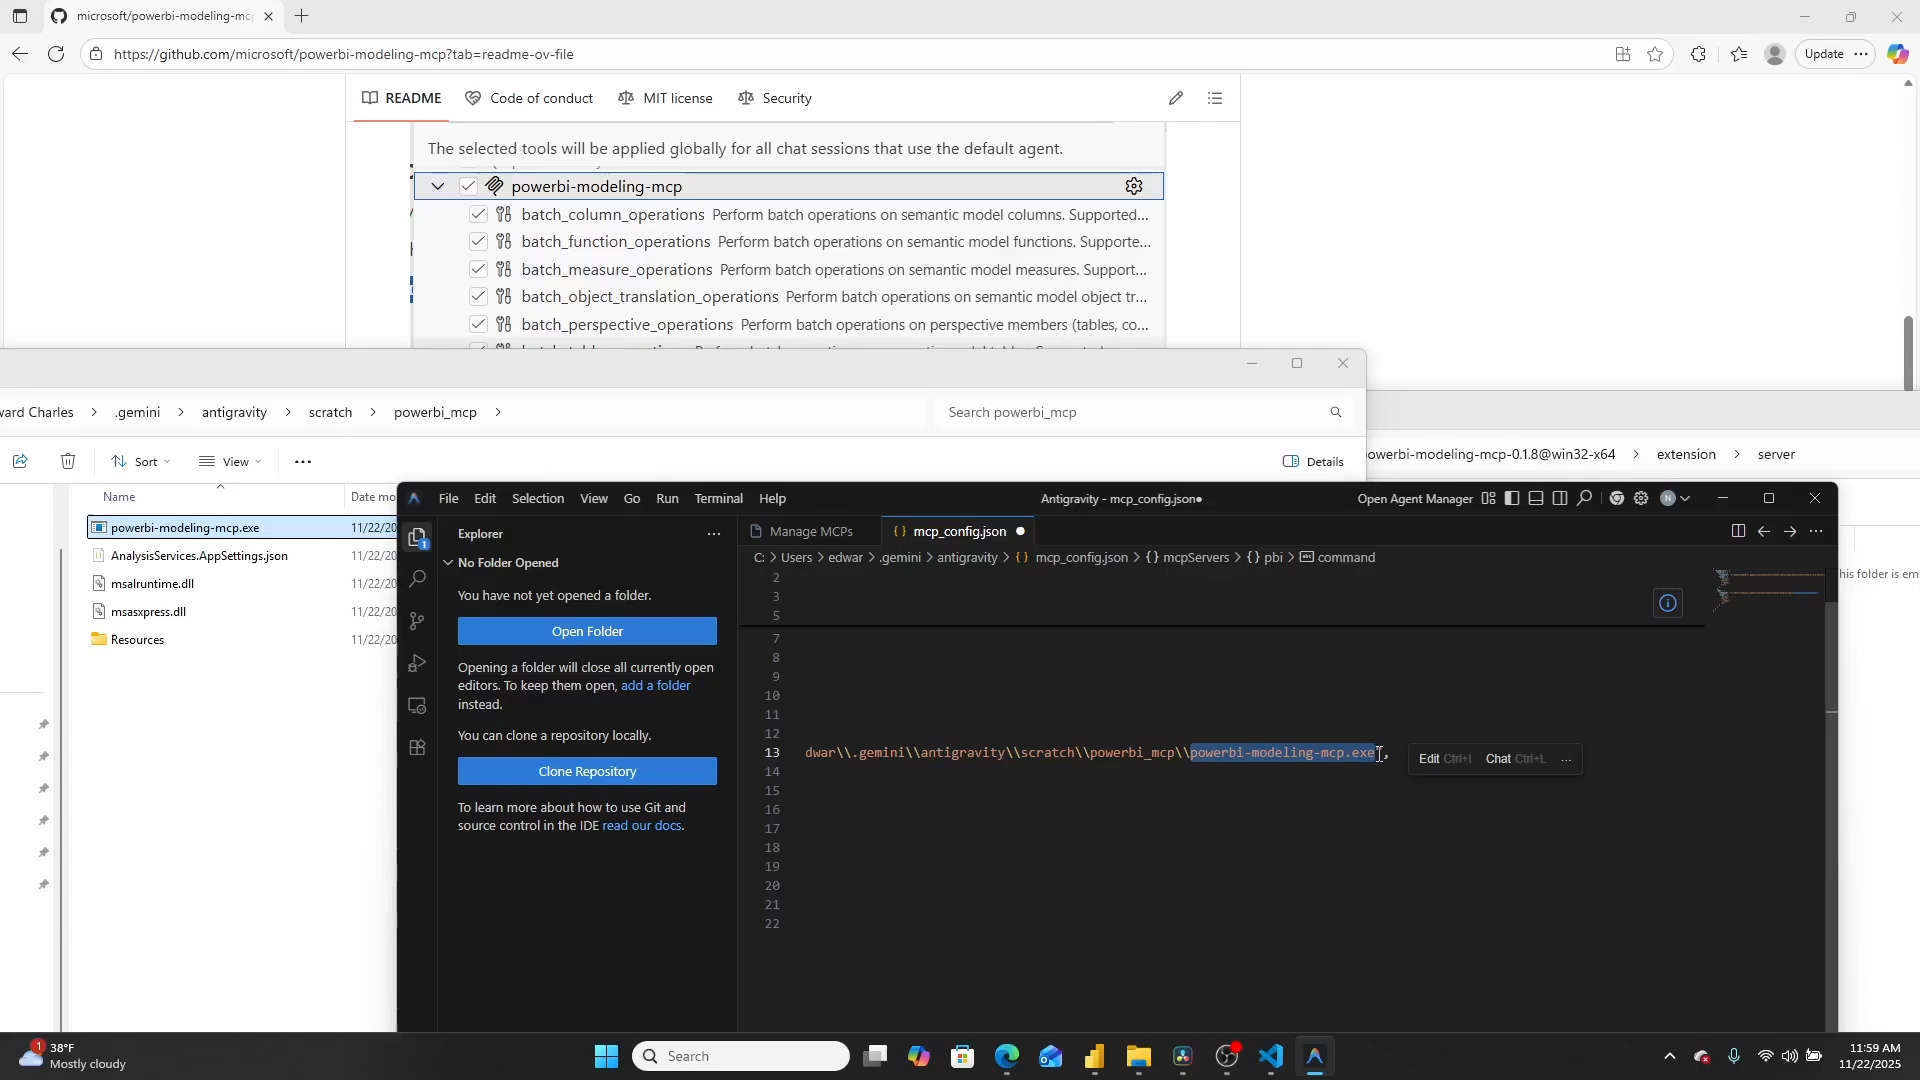 microsoft/powerbi-modeling-mc
https://github.com/microsoft/powerbi-modeling-mcp?tab=readme-ov-file
Update
README
Code of conduct
MIT license
Security
The selected tools will be applied globally for all chat sessions that use the default agent.
powerbi-modeling-mcp
batch_column_operations Perform batch operations on semantic model columns. Supported...
batch_function_operations Perform batch operations on semantic model functions. Supporte...
batch_measure_operations Perform batch operations on semantic model measures. Support...
batch_object_translation_operations Perform batch operations on semantic model object tr...
batch_perspective_operations Perform batch operations on perspective members (tables, co...
ward Charles > .gemini > antigravity > scratch > powerbi_mcp >
Search powerbi_mcp
Sort
View
Details
owerbi-modeling-mcp-0.1.8@win32-x64 > extension > server
Name
Date mo
powerbi-modeling-mcp.exe 11/22/20
AnalysisServices.AppSettings.json 11/22/20
msalruntime.dll 11/22/20
msasxpress.dll 11/22/20
Resources 11/22/20
his folder is em
File Edit Selection View Go Run Terminal Help
Antigravity - mcp_config.json●
Open Agent Manager
N
Explorer
Manage MCPs
{} mcp_config.json
C: > Users > edwar > .gemini > antigravity > {} mcp_config.json > {} mcpServers > {} pbi > abc command
1
No Folder Opened
You have not yet opened a folder.
Open Folder
Opening a folder will close all currently open
editors. To keep them open, add a folder
instead.
You can clone a repository locally.
Clone Repository
To learn more about how to use Git and
source control in the IDE read our docs.
2
3
5
7
8
9
10
11
12
13 dwar\\.gemini\\antigravity\\scratch\\powerbi_mcp\\powerbi-modeling-mcp.exe",
Edit Ctrl+I Chat Ctrl+L ...
14
15
16
17
18
19
20
21
22
1
38°F
Mostly cloudy
Search
11:59 AM
11/22/2025